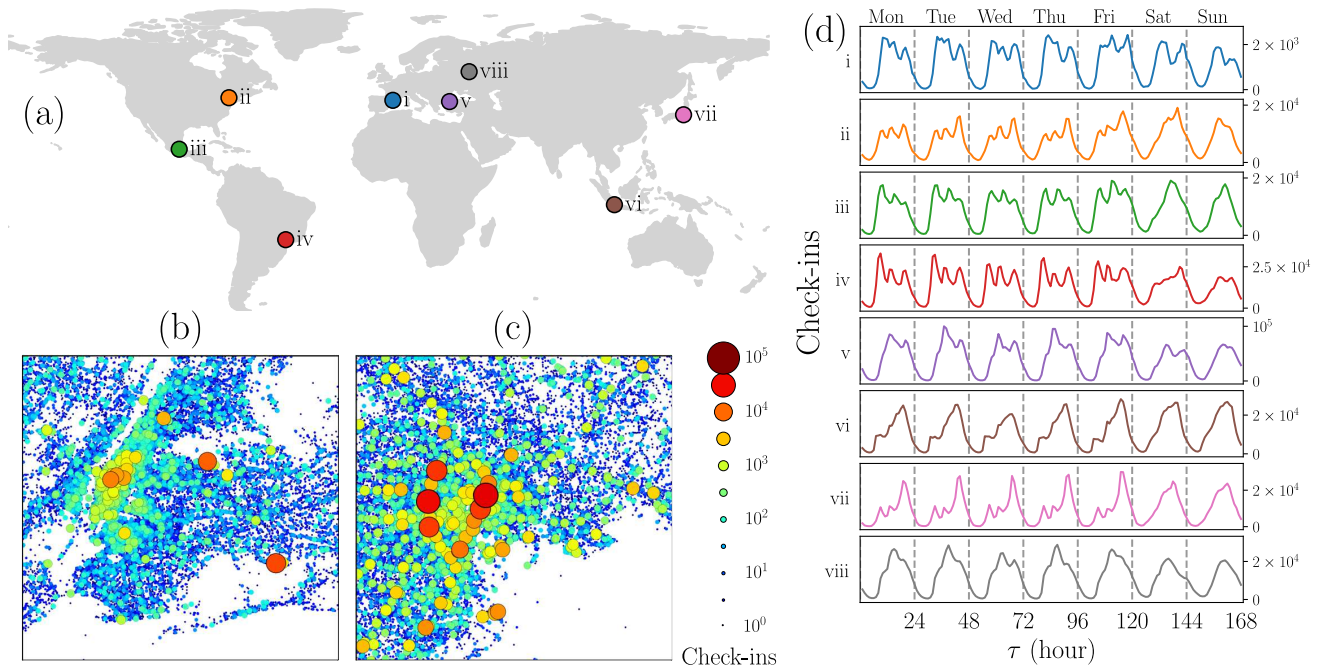 (a)
i
ii
iii
iv
v
vi
vii
viii
(b)
(c)
10^5
10^4
10^3
10^2
10^1
10^0
Check-ins
(d)
Mon Tue Wed Thu Fri Sat Sun
i
2 × 10^3
0
ii
2 × 10^4
0
iii
2 × 10^4
0
iv
2.5 × 10^4
0
v
10^5
0
vi
2 × 10^4
0
vii
2 × 10^4
0
viii
2 × 10^4
0
Check-ins
24 48 72 96 120 144 168
τ (hour)